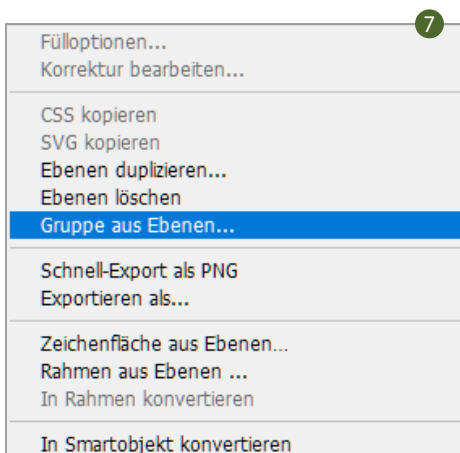 7
Fülloptionen...
Korrektur bearbeiten...
CSS kopieren
SVG kopieren
Ebenen duplizieren...
Ebenen löschen
Gruppe aus Ebenen...
Schnell-Export als PNG
Exportieren als...
Zeichenfläche aus Ebenen...
Rahmen aus Ebenen ...
In Rahmen konvertieren
In Smartobjekt konvertieren